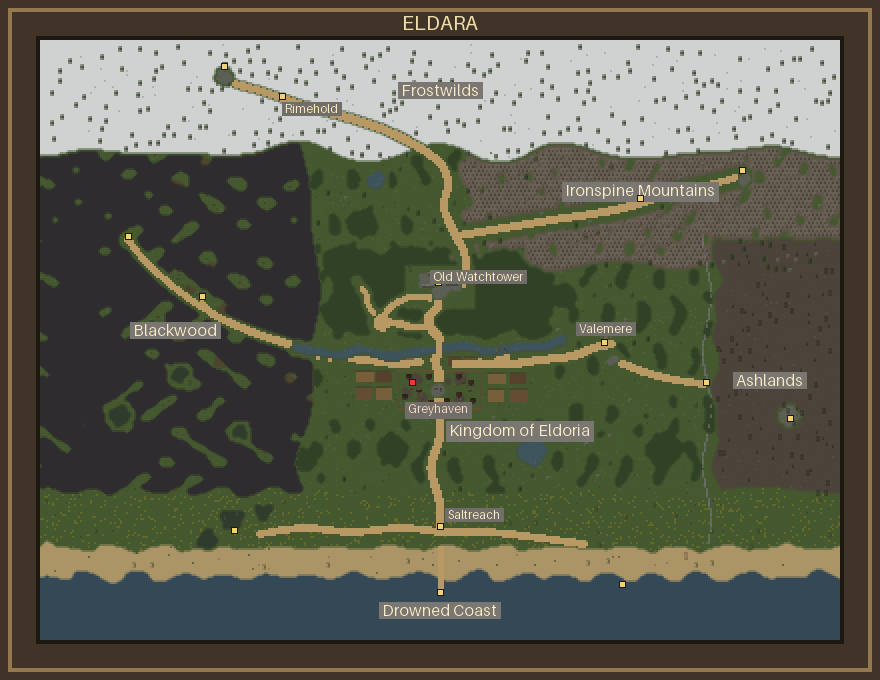 ELDARA
Frostwilds
Rimehold
Ironspine Mountains
Old Watchtower
Blackwood
Valemere
Ashlands
Greyhaven
Kingdom of Eldoria
Saltreach
Drowned Coast